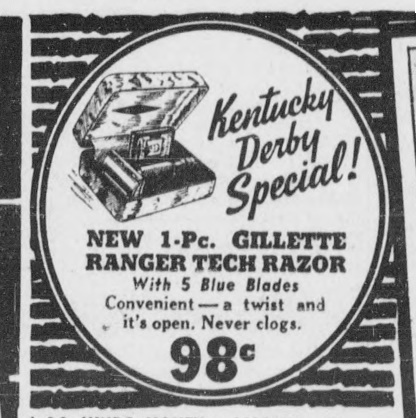 Kentucky
Derby
Special!
NEW 1-Pc. GILLETTE
RANGER TECH RAZOR
With 5 Blue Blades
Convenient — a twist and
it's open. Never clogs.
98c